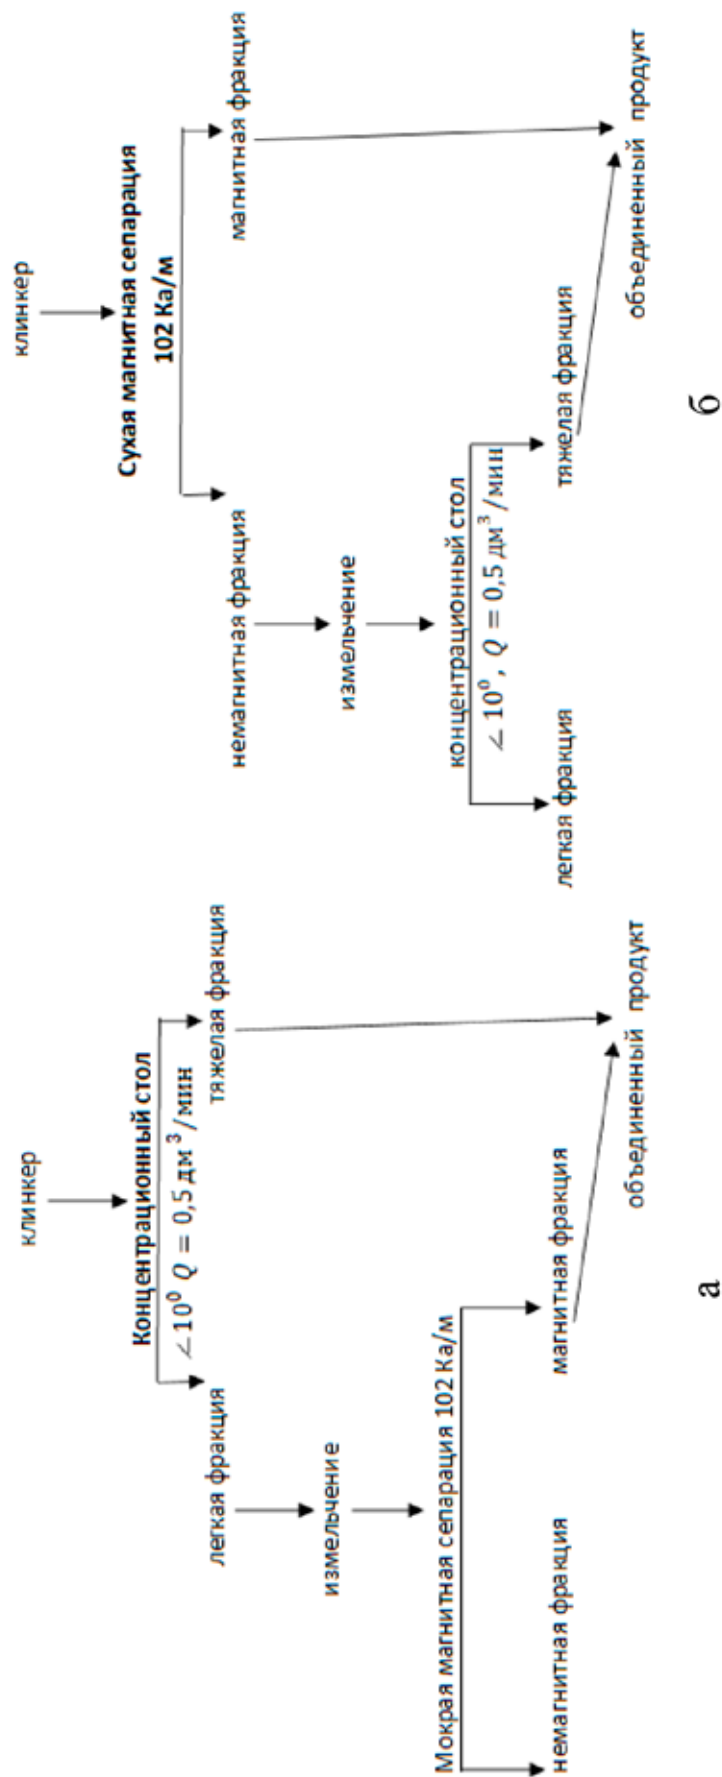 клинкер
Концентрационный стол
∠10⁰ Q = 0,5 дм³/мин
легкая фракция
тяжелая фракция
измельчение
Мокрая магнитная сепарация 102 Ка/м
немагнитная фракция
магнитная фракция
объединенный продукт
а
клинкер
Сухая магнитная сепарация
102 Ка/м
немагнитная фракция
магнитная фракция
измельчение
концентрационный стол
∠10⁰, Q = 0,5 дм³/мин
легкая фракция
тяжелая фракция
объединенный продукт
б